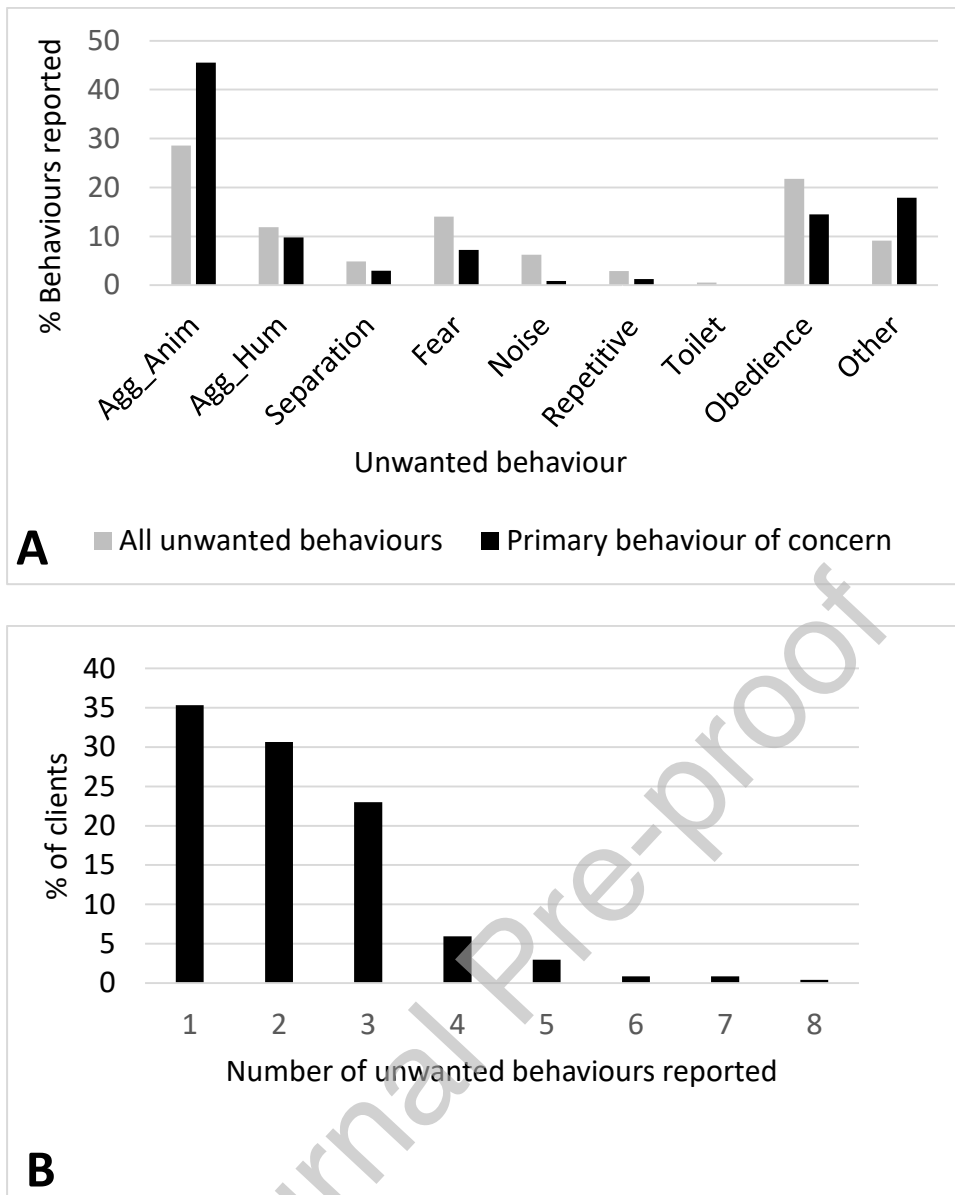 50
40
30
20
10
0
% Behaviours reported
Agg_Anim
Agg_Hum
Separation
Fear
Noise
Repetitive
Toilet
Obedience
Other
Unwanted behaviour
A
All unwanted behaviours
Primary behaviour of concern
40
35
30
25
20
15
10
5
0
% of clients
1 2 3 4 5 6 7 8
Number of unwanted behaviours reported
B
urnal Pre-proof